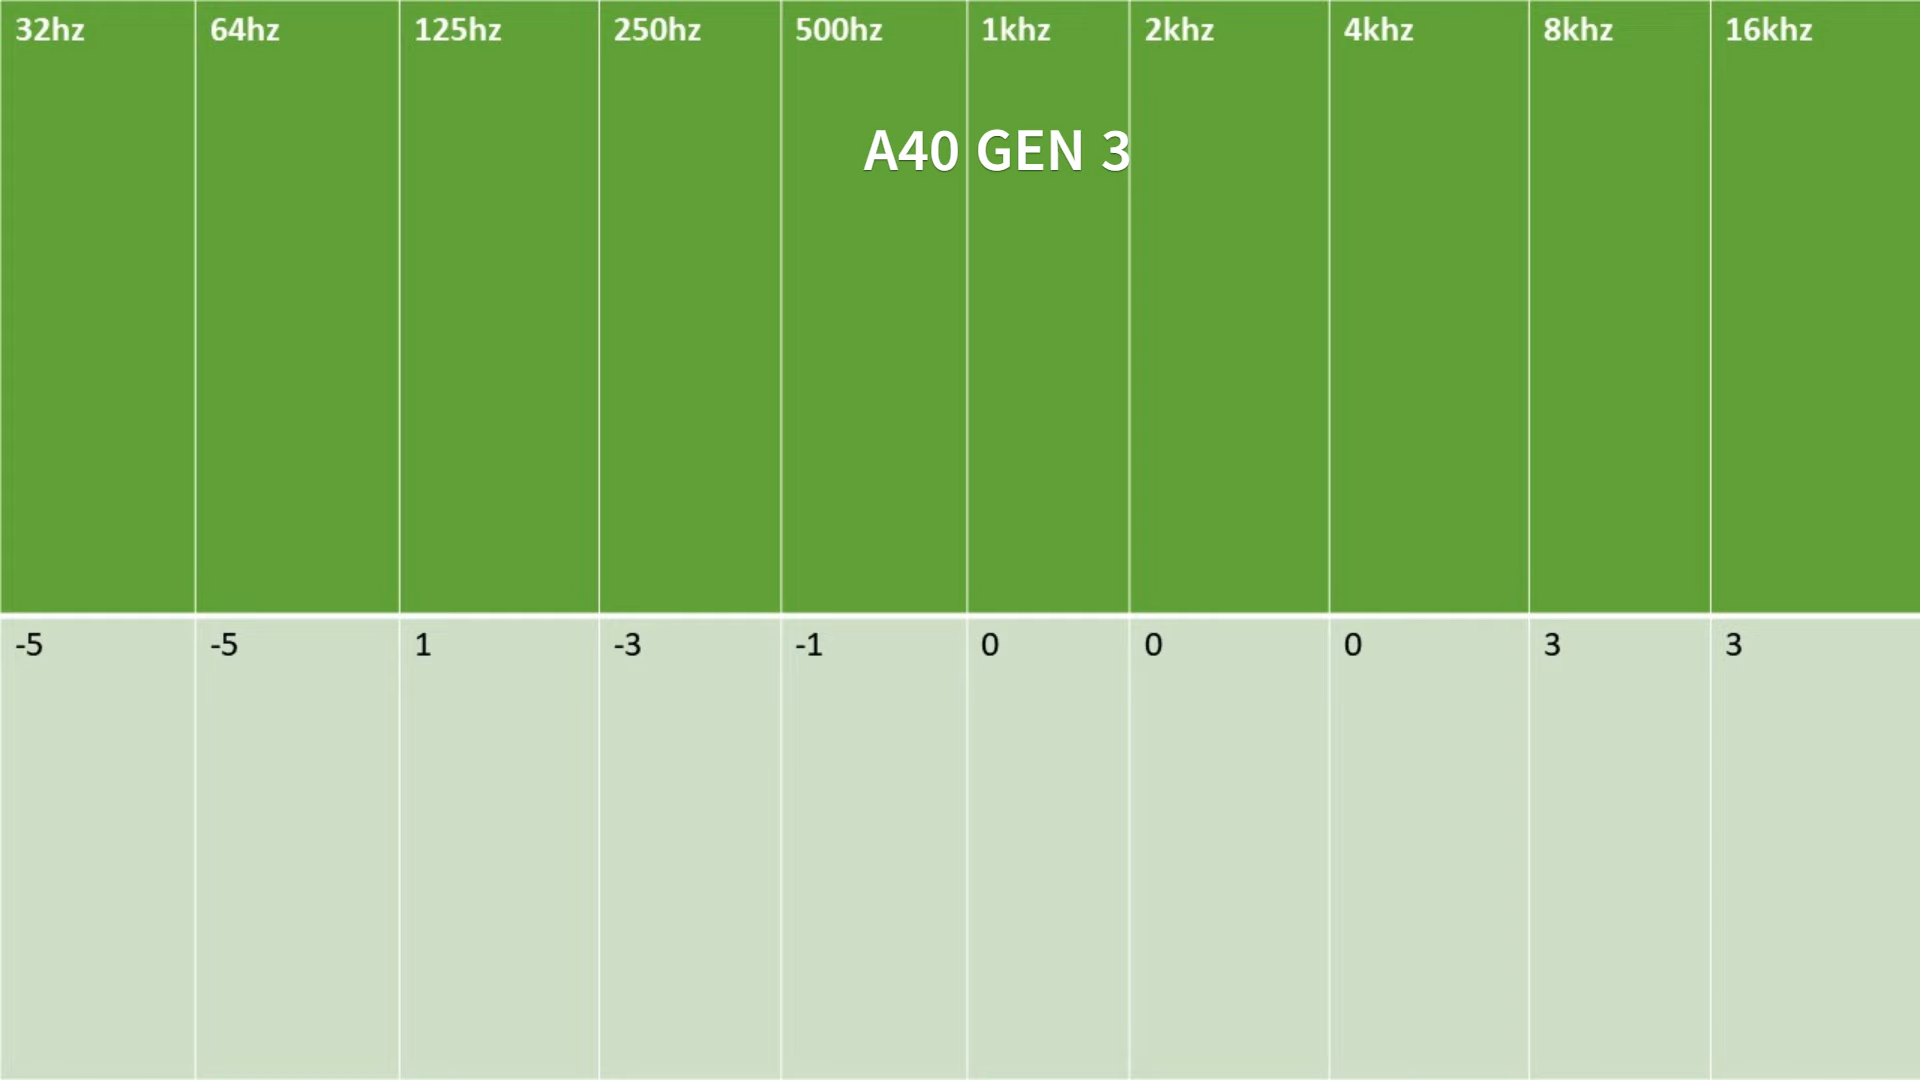 32hz 64hz 125hz 250hz 500hz 1khz 2khz 4khz 8khz 16khz
A40 GEN 3
-5 -5 1 -3 -1 0 0 0 3 3